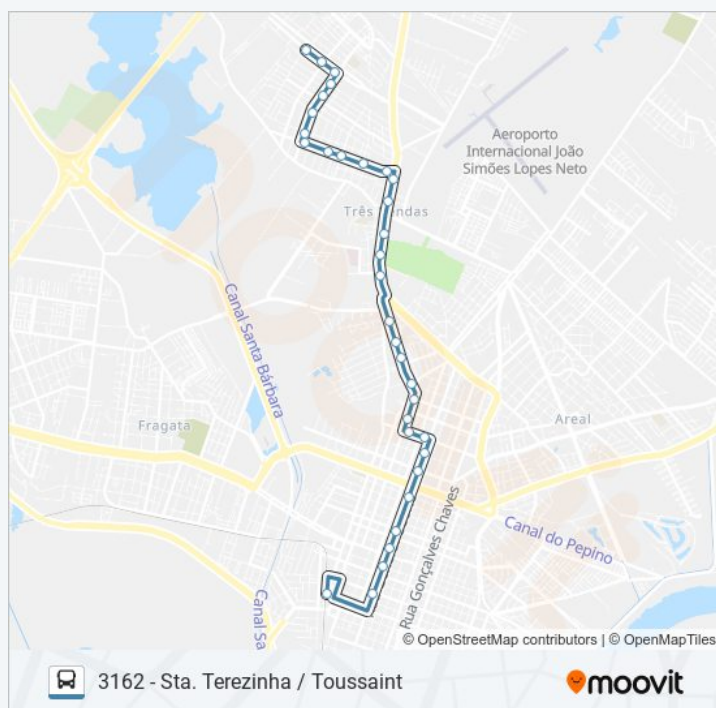 Aeroporto
Internacional João
Simões Lopes Neto
Três Vendas
Canal Santa Bárbara
Fragata
Areal
Rua Gonçalves Chaves
Canal do Pepino
Canal Sa
© OpenStreetMap contributors | © OpenMapTiles
3162 - Sta. Terezinha / Toussaint
moovit